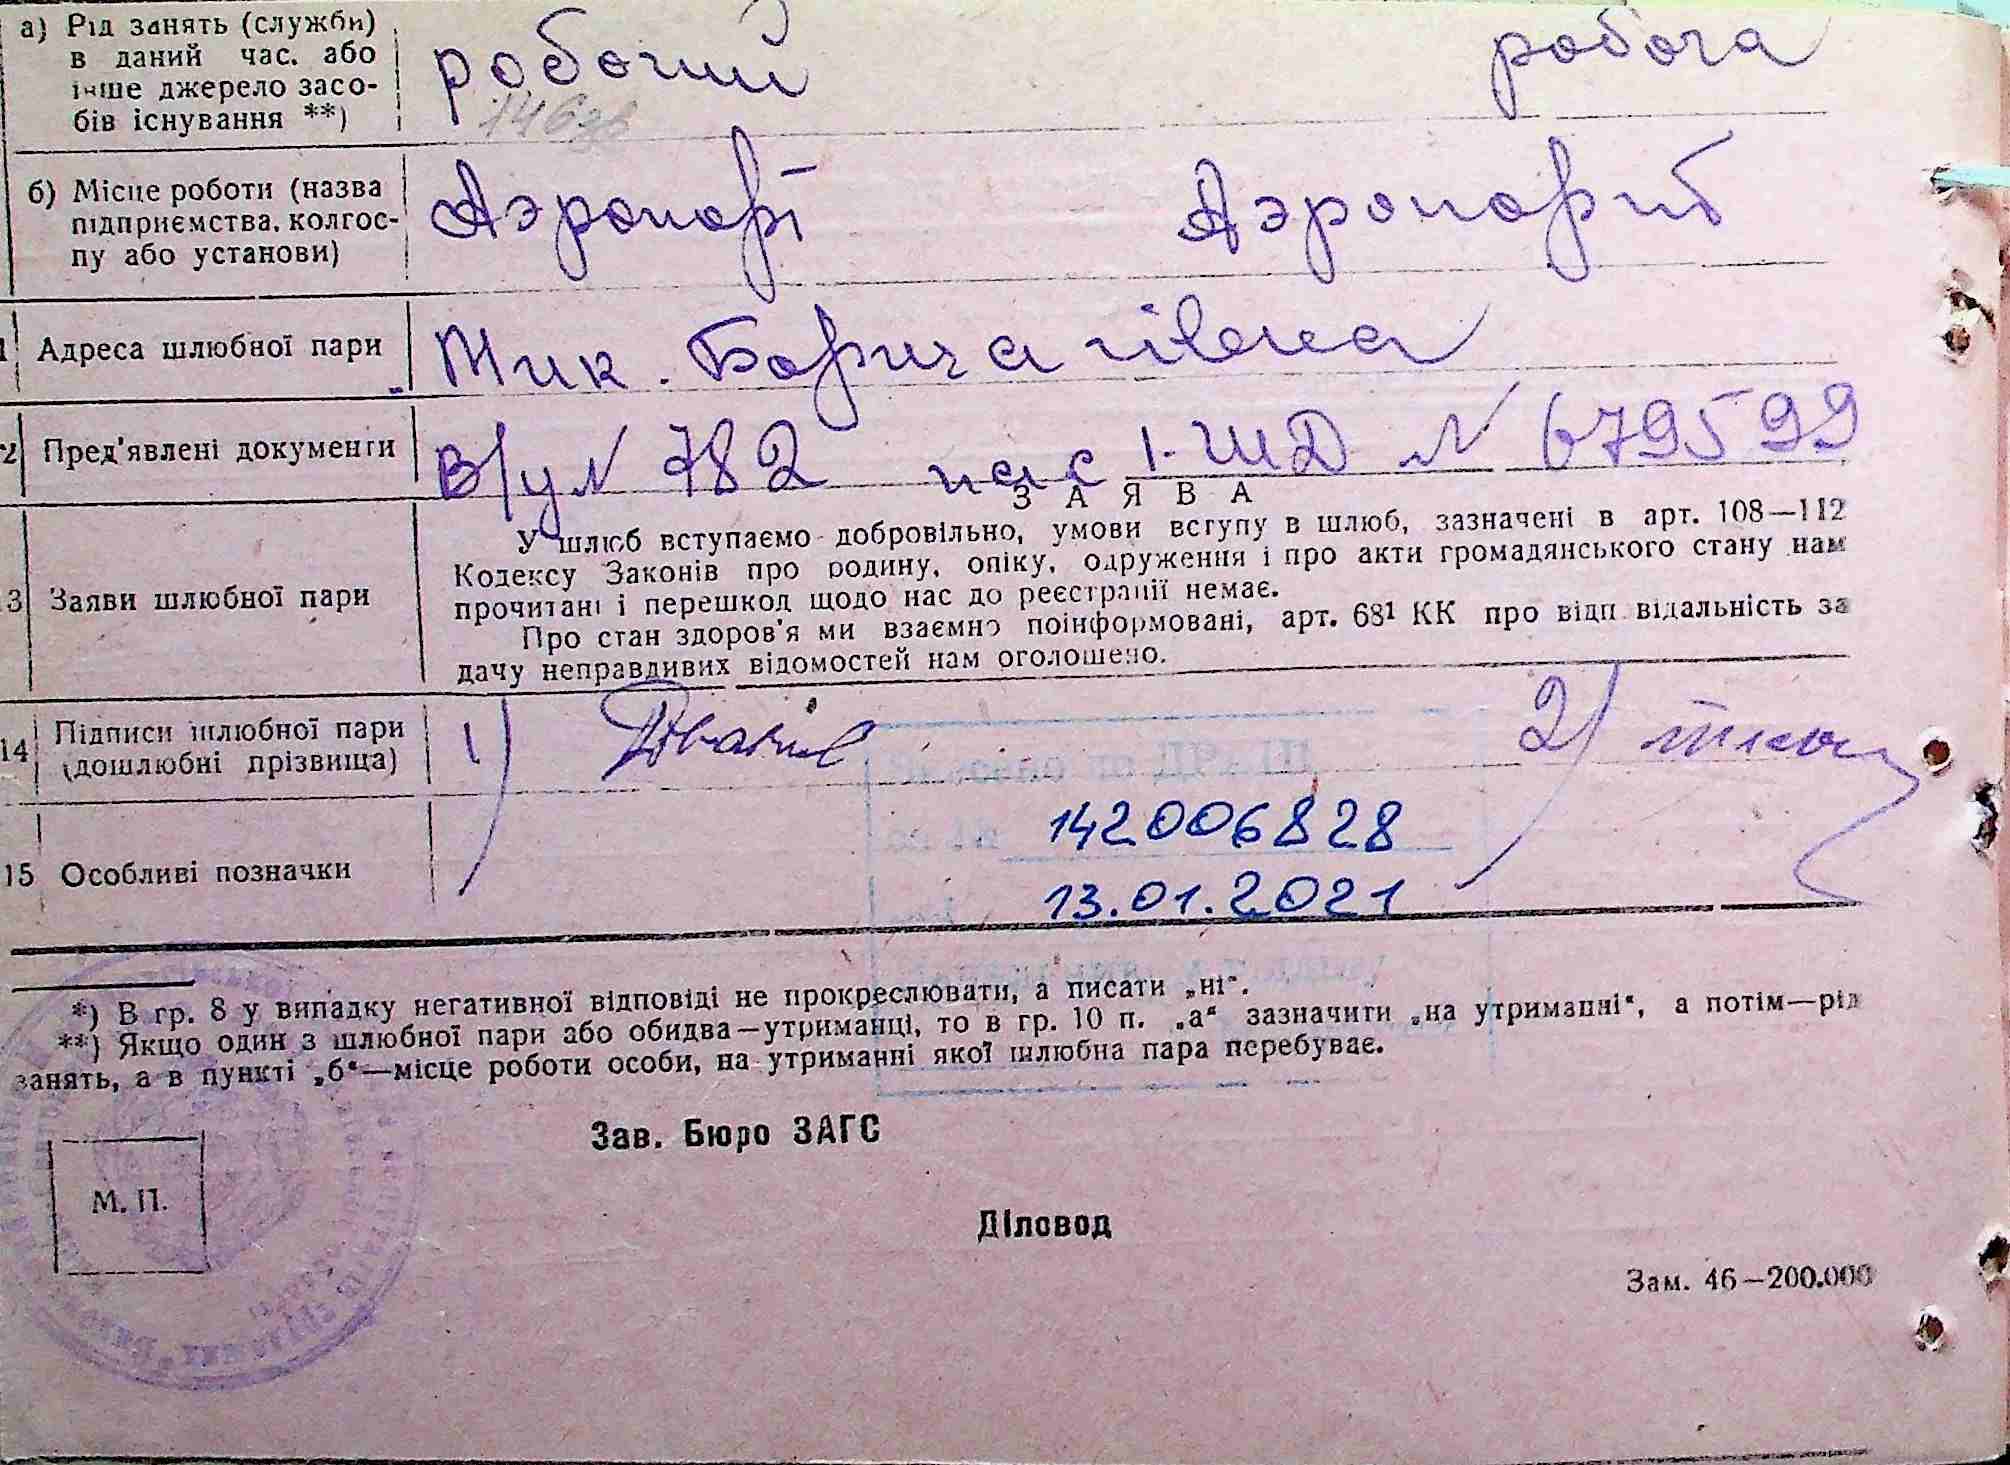 а) Рід занять (служби) в даний час. або інше джерело засобів існування **)
робочий робоча
б) Місце роботи (назва підприємства, колгоспу або установи)
Аэропорт Аэропорт
Адреса шлюбної пари
Мик. Борича
Пред'явлені документи
В/у N 782 пас 1-ШД N 679599
ЗАЯВА
13 Заяви шлюбної пари
У шлюб вступаємо добровільно, умови вступу в шлюб, зазначені в арт. 108—112
Кодексу Законів про родину, опіку, одруження і про акти громадянського стану нам
прочитані і перешкод щодо нас до реєстрації немає.
Про стан здоров'я ми взаємно поінформовані, арт. 68¹ КК про відповідальність за
дачу неправдивих відомостей нам оголошено.
14 Підписи шлюбної пари (дошлюбні прізвища)
1) 2)
15 Особливі позначки
142006828
13.01.2021
*) В гр. 8 у випадку негативної відповіді не прокреслювати, а писати „ні“.
**) Якщо один з шлюбної пари або обидва—утриманці, то в гр. 10 п. „а“ зазначити „на утриманні“, а потім—рід
занять, а в пункті „б“—місце роботи особи, на утриманні якої шлюбна пара перебуває.
Зав. Бюро ЗАГС
М. П.
Діловод
Зам. 46—200.000